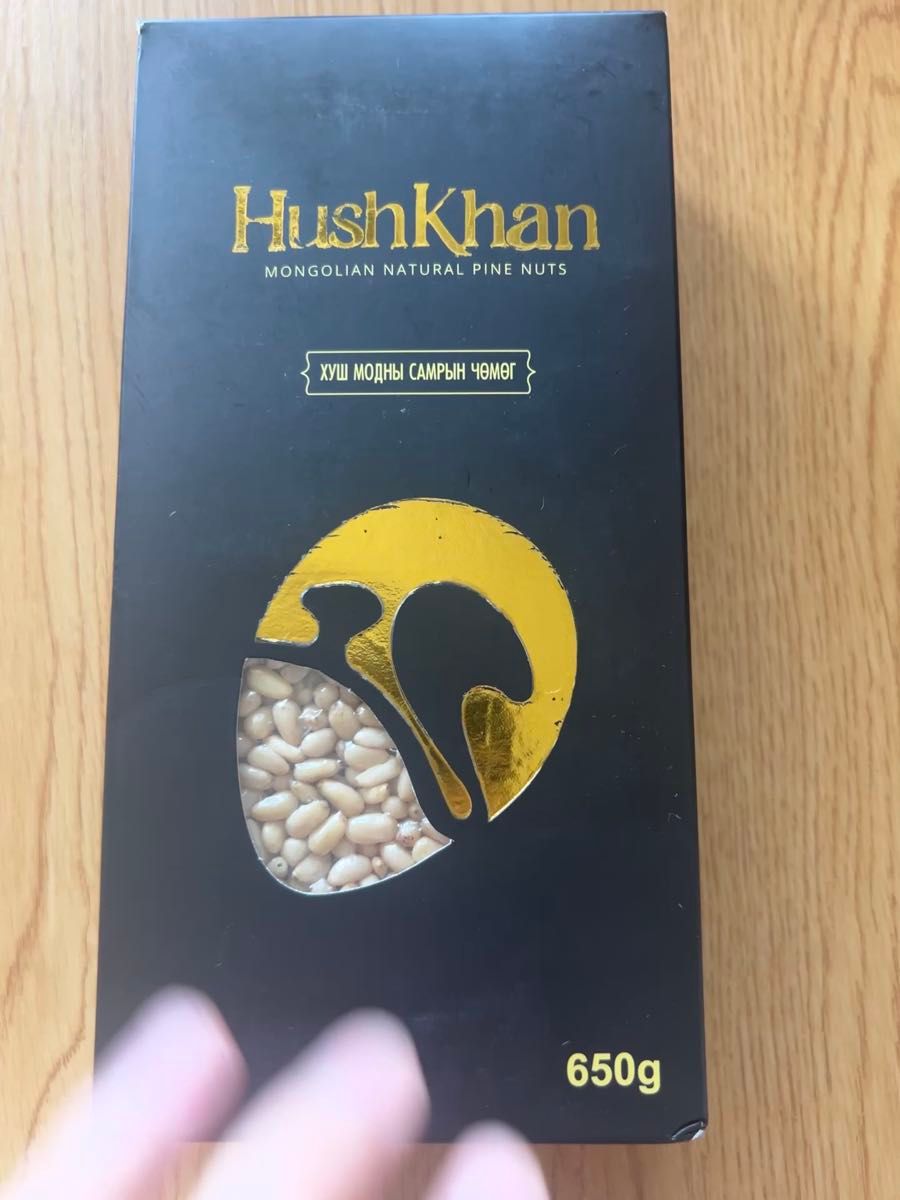 HushKhan
MONGOLIAN NATURAL PINE NUTS
ХУШ МОДНЫ САМРЫН ЧӨМӨГ
650g